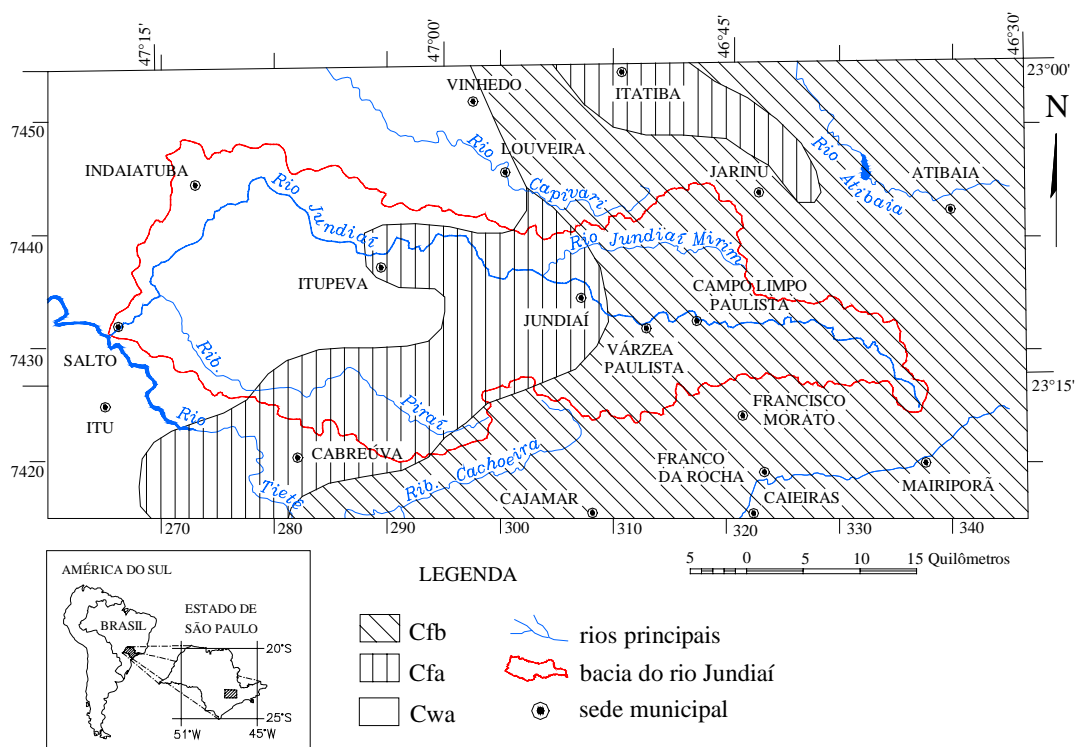 47°15'
47°00'
46°45'
46°30'
23°00'
VINHEDO
ITATIBA
N
7450
Rio
LOUVEIRA
Rio Atibaia
INDAIATUBA
Rio
Capivari
JARINU
ATIBAIA
Jundiaí
7440
Rio Jundiaí Mirim
ITUPEVA
CAMPO LIMPO
PAULISTA
JUNDIAÍ
SALTO
Rib.
VÁRZEA
PAULISTA
7430
23°15'
ITU
Rio
Piraí
FRANCISCO
MORATO
CABREÚVA
Rib. Cachoeira
FRANCO
DA ROCHA
7420
Tietê
CAJAMAR
CAIEIRAS
MAIRIPORÃ
270
280
290
300
310
320
330
340
5 0 5 10 15 Quilômetros
AMÉRICA DO SUL
BRASIL
ESTADO DE
SÃO PAULO
20°S
25°S
51°W
45°W
LEGENDA
Cfb
Cfa
Cwa
rios principais
bacia do rio Jundiaí
sede municipal